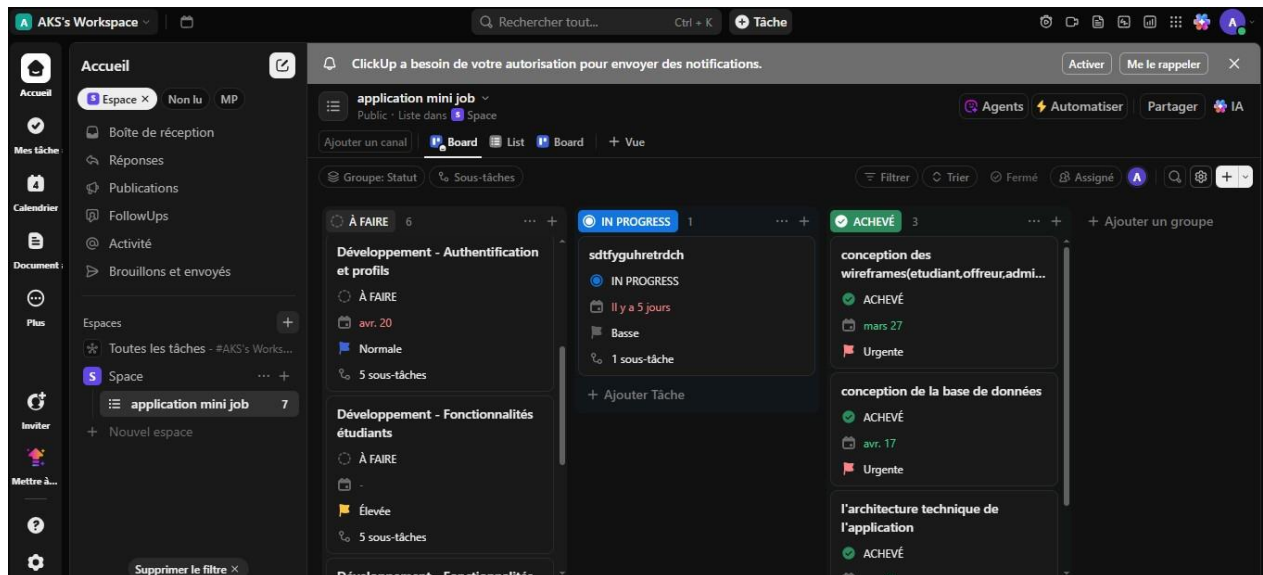 A AKS's Workspace
Rechercher tout... Ctrl + K
Tâche
A
Accueil
Mes tâche
4
Calendrier
Document
Plus
Inviter
Mettre à...
Accueil
S Espace × Non lu MP
Boîte de réception
Réponses
Publications
FollowUps
Activité
Brouillons et envoyés
Espaces
Toutes les tâches - #AKS's Works...
S Space
application mini job 7
+ Nouvel espace
Supprimer le filtre ×
ClickUp a besoin de votre autorisation pour envoyer des notifications.
Activer Me le rappeler
application mini job
Public · Liste dans S Space
Agents Automatiser Partager IA
Ajouter un canal Board List Board + Vue
Groupe: Statut Sous-tâches
Filtrer Trier Fermé Assigné A
À FAIRE 6
Développement - Authentification
et profils
À FAIRE
avr. 20
Normale
5 sous-tâches
Développement - Fonctionnalités
étudiants
À FAIRE
-
Élevée
5 sous-tâches
Développement - Fonctionnalités
IN PROGRESS 1
sdtfyguhretrdch
IN PROGRESS
Il y a 5 jours
Basse
1 sous-tâche
+ Ajouter Tâche
ACHEVÉ 3
conception des
wireframes(etudiant,offreur,admi...
ACHEVÉ
mars 27
Urgente
conception de la base de données
ACHEVÉ
avr. 17
Urgente
l'architecture technique de
l'application
ACHEVÉ
+ Ajouter un groupe